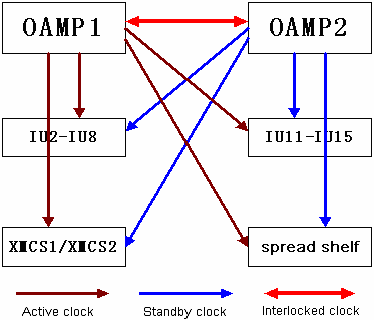 OAMP1
OAMP2
IU2-IU8
IU11-IU15
XMCS1/XMCS2
spread shelf
Active clock
Standby clock
Interlocked clock